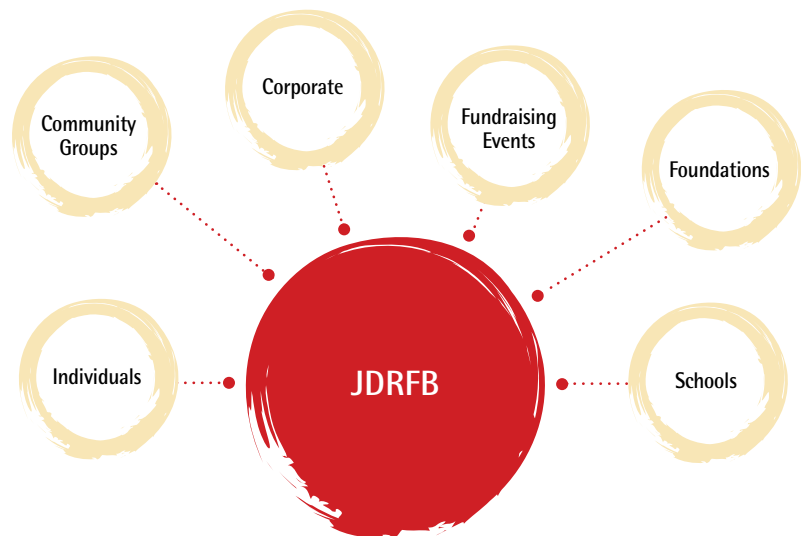 Corporate
Community
Groups
Fundraising
Events
Foundations
Individuals
JDRFB
Schools